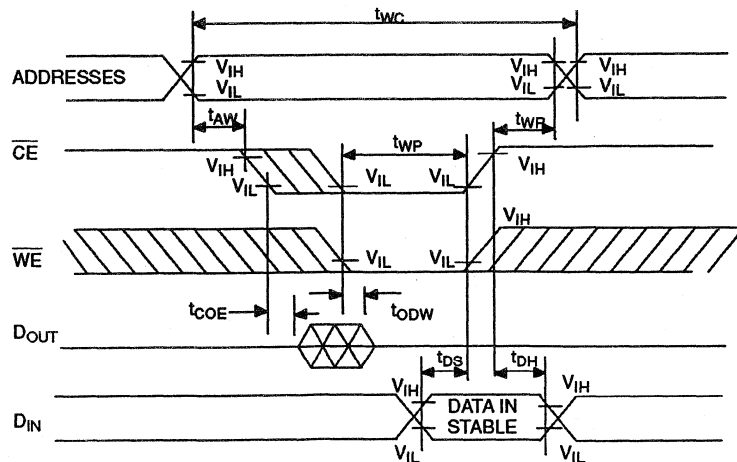 tWC
ADDRESSES
VIH
VIL
VIH
VIL
VIH
VIL
tAW
tWP
tWR
CE
VIH
VIL
VIL
VIL
VIH
VIH
WE
VIL
VIL
tCOE
tODW
DOUT
tDS
tDH
VIH
VIH
DIN
DATA IN
STABLE
VIL
VIL